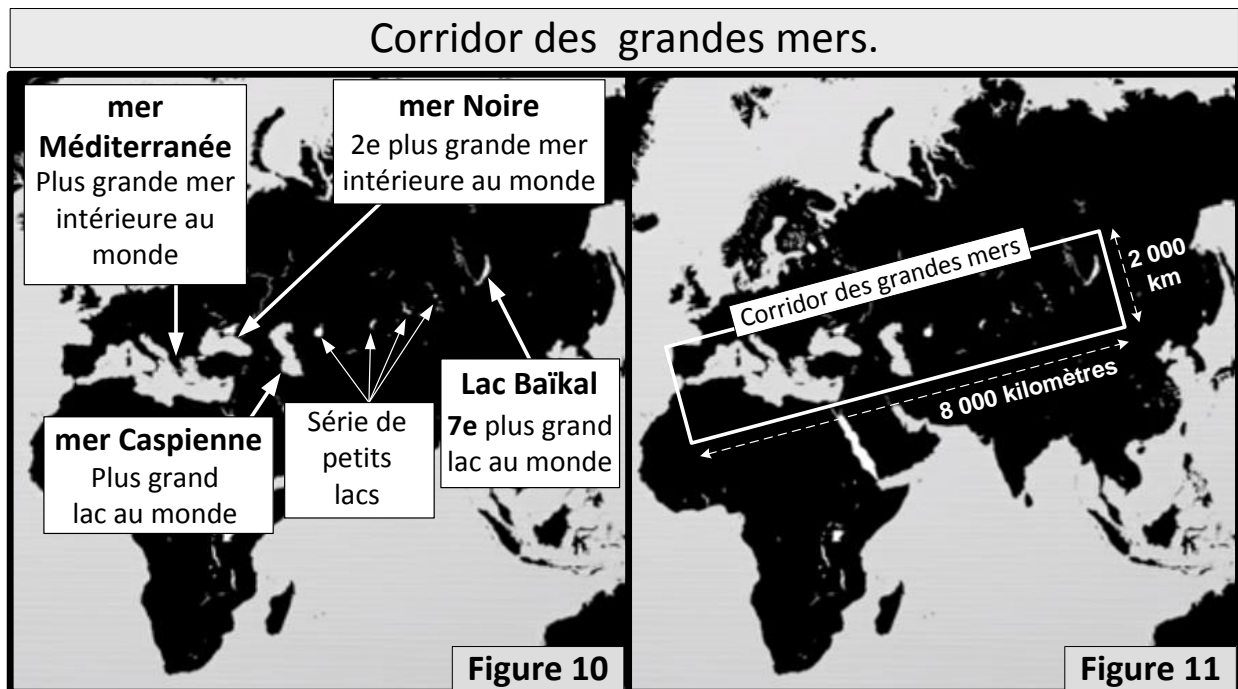 Corridor des grandes mers.
mer
Méditerranée
Plus grande mer
intérieure au
monde
mer Noire
2e plus grande mer
intérieure au monde
mer Caspienne
Plus grand
lac au monde
Série de
petits
lacs
Lac Baïkal
7e plus grand
lac au monde
Figure 10
Corridor des grandes mers
2 000
km
8 000 kilomètres
Figure 11